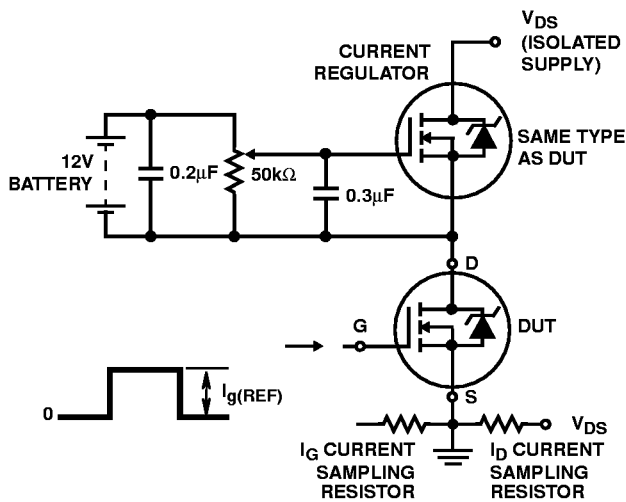 V_DS
(ISOLATED
SUPPLY)
CURRENT
REGULATOR
12V
BATTERY
0.2μF
50kΩ
0.3μF
SAME TYPE
AS DUT
D
G
DUT
I_g(REF)
0
S
V_DS
I_G CURRENT
SAMPLING
RESISTOR
I_D CURRENT
SAMPLING
RESISTOR